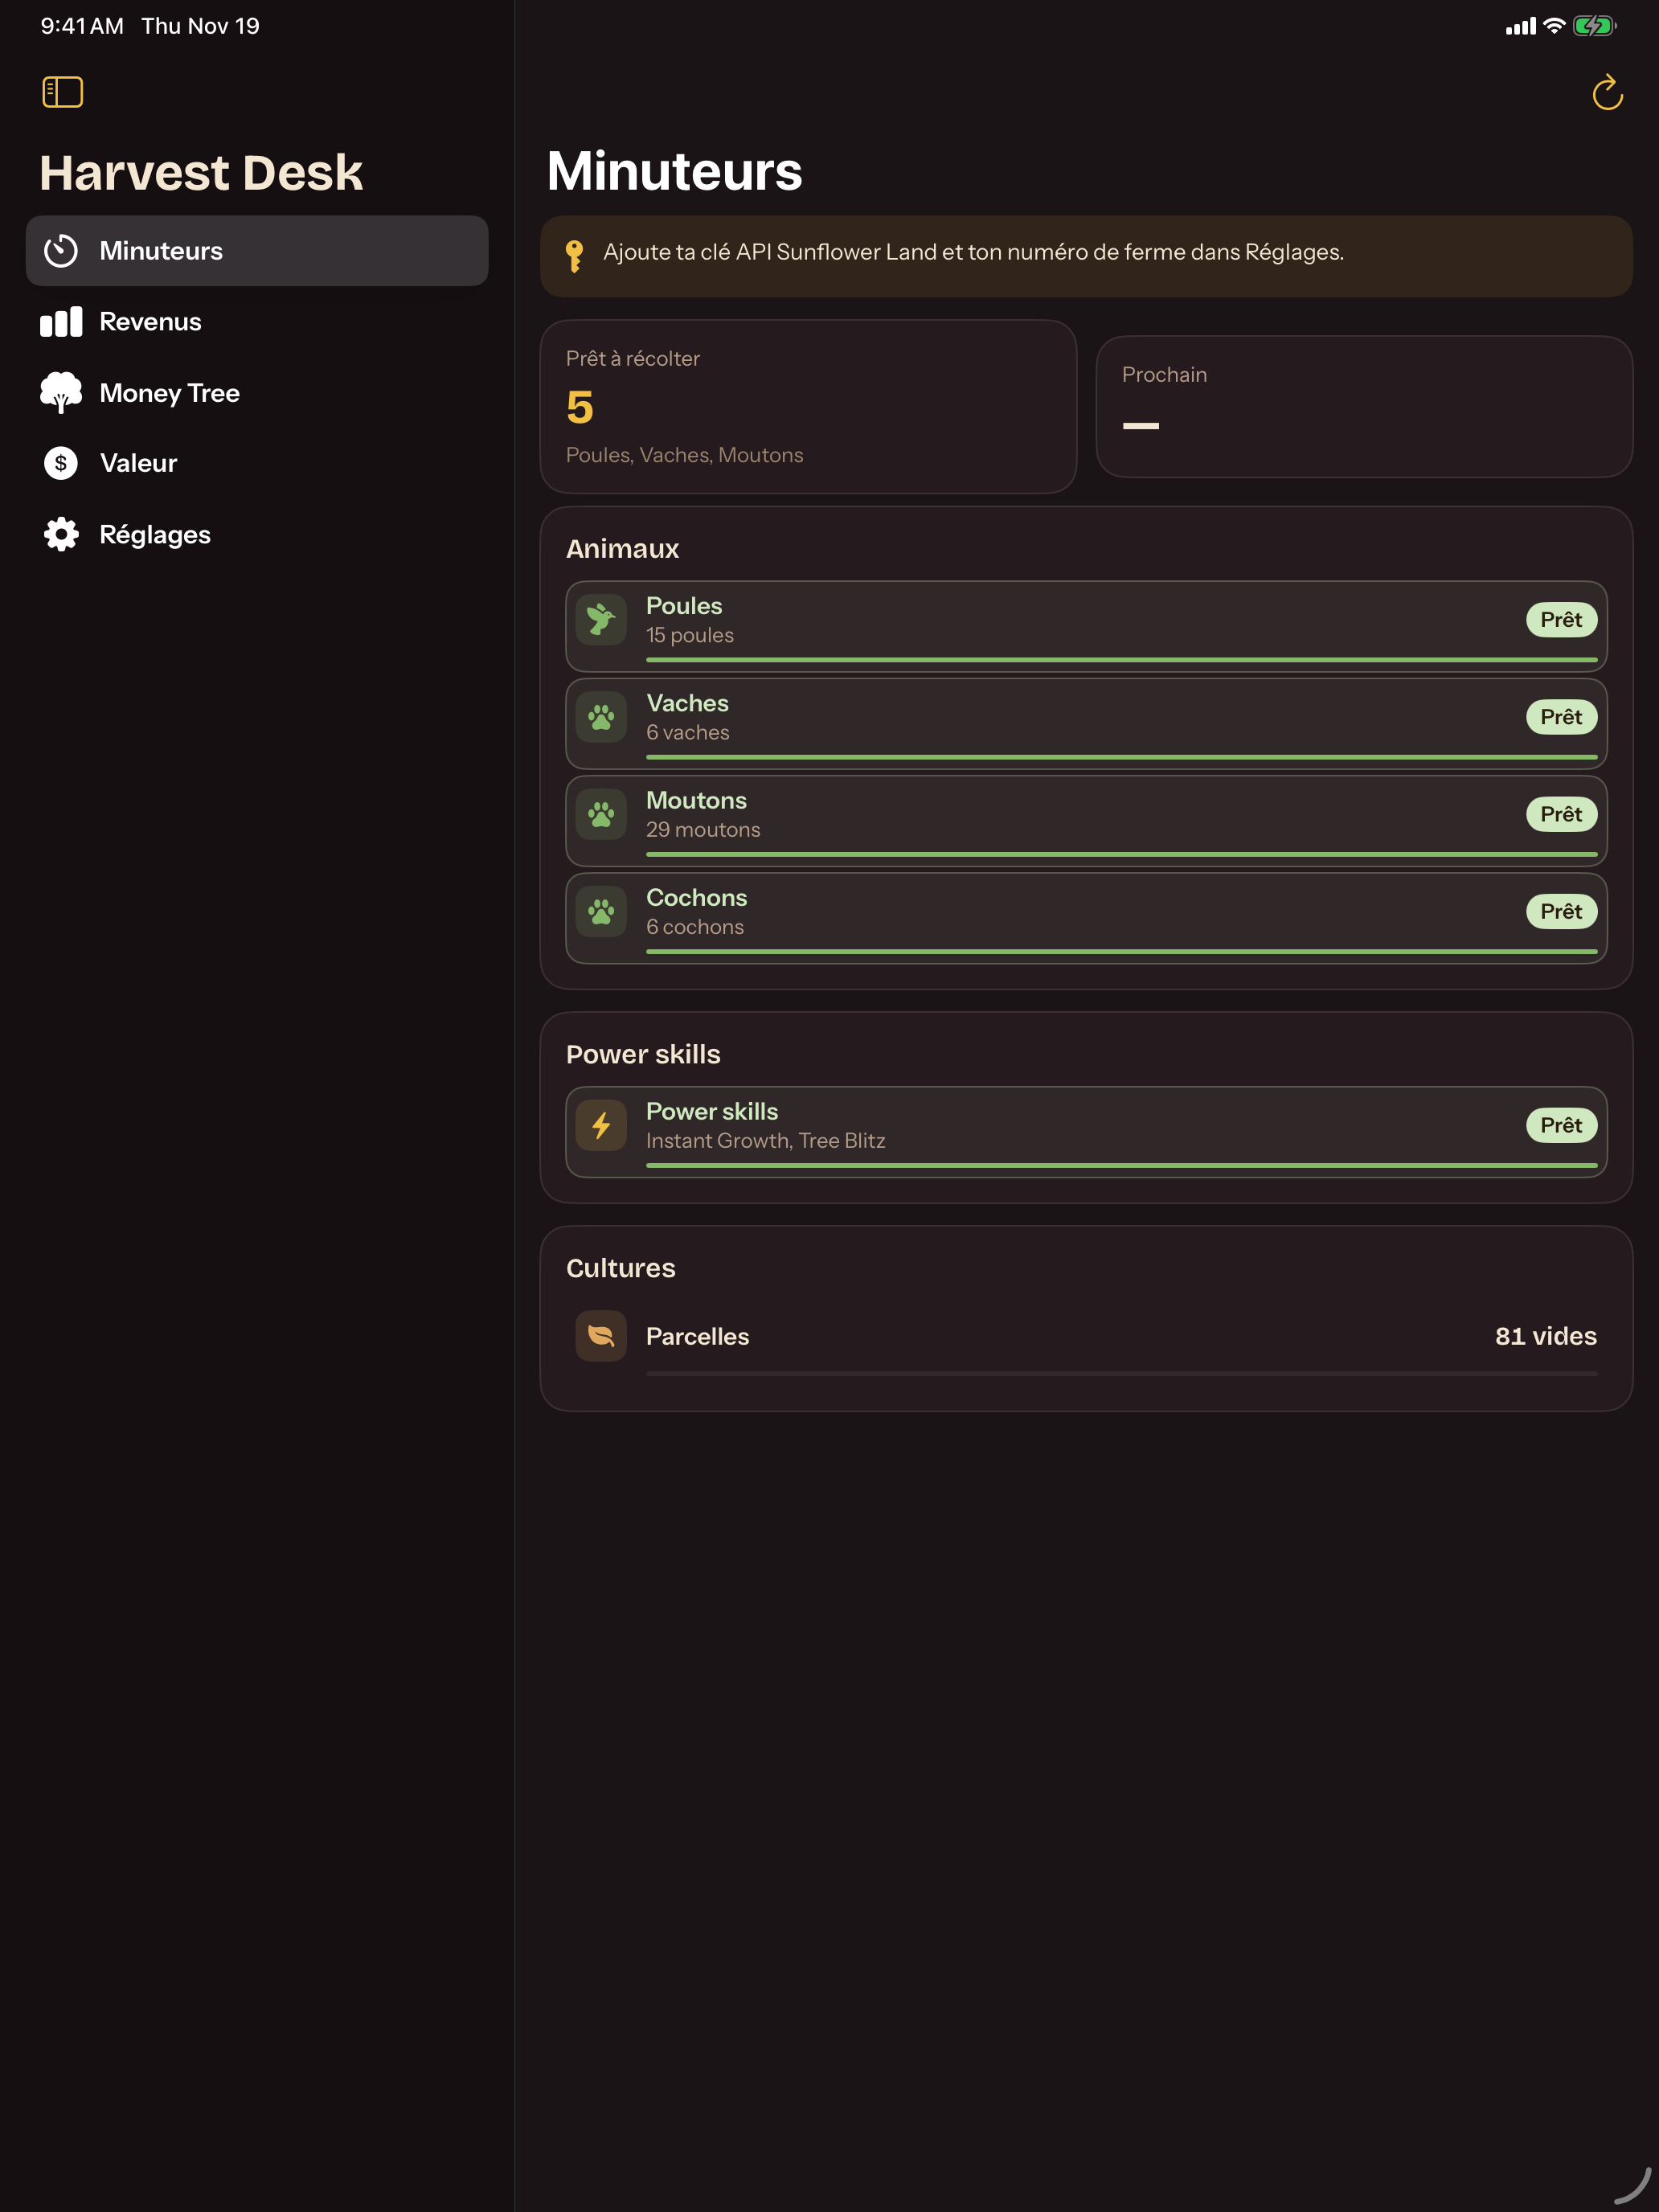 9:41 AM Thu Nov 19
Harvest Desk
Minuteurs
Revenus
Money Tree
$
Valeur
Réglages
Minuteurs
Ajoute ta clé API Sunflower Land et ton numéro de ferme dans Réglages.
Prêt à récolter
5
Poules, Vaches, Moutons
Prochain
—
Animaux
Poules
15 poules
Prêt
Vaches
6 vaches
Prêt
Moutons
29 moutons
Prêt
Cochons
6 cochons
Prêt
Power skills
Power skills
Instant Growth, Tree Blitz
Prêt
Cultures
Parcelles
81 vides